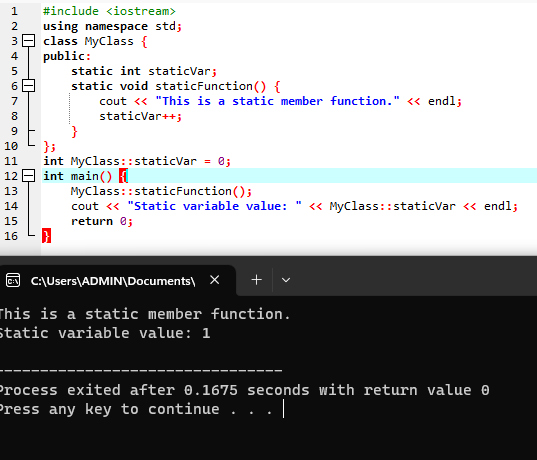 1 #include <iostream>
2 using namespace std;
3 class MyClass {
4 public:
5 static int staticVar;
6 static void staticFunction() {
7 cout << "This is a static member function." << endl;
8 staticVar++;
9 }
10 };
11 int MyClass::staticVar = 0;
12 int main() {
13 MyClass::staticFunction();
14 cout << "Static variable value: " << MyClass::staticVar << endl;
15 return 0;
16 }
C:\Users\ADMIN\Documents\ × +
This is a static member function.
Static variable value: 1
--------------------------------
Process exited after 0.1675 seconds with return value 0
Press any key to continue . . .